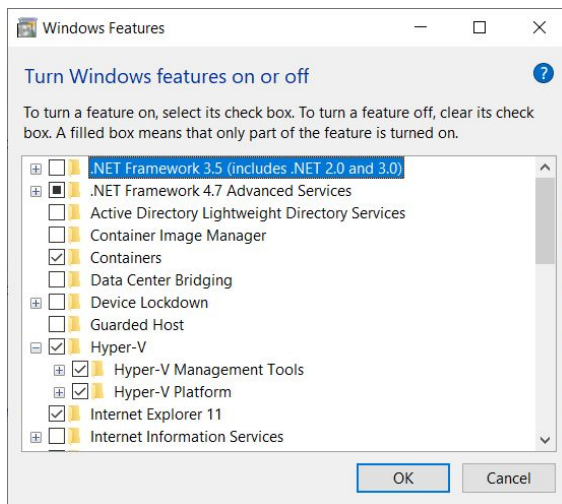 Windows Features
Turn Windows features on or off
?
To turn a feature on, select its check box. To turn a feature off, clear its check
box. A filled box means that only part of the feature is turned on.
.NET Framework 3.5 (includes .NET 2.0 and 3.0)
.NET Framework 4.7 Advanced Services
Active Directory Lightweight Directory Services
Container Image Manager
Containers
Data Center Bridging
Device Lockdown
Guarded Host
Hyper-V
Hyper-V Management Tools
Hyper-V Platform
Internet Explorer 11
Internet Information Services
OK
Cancel